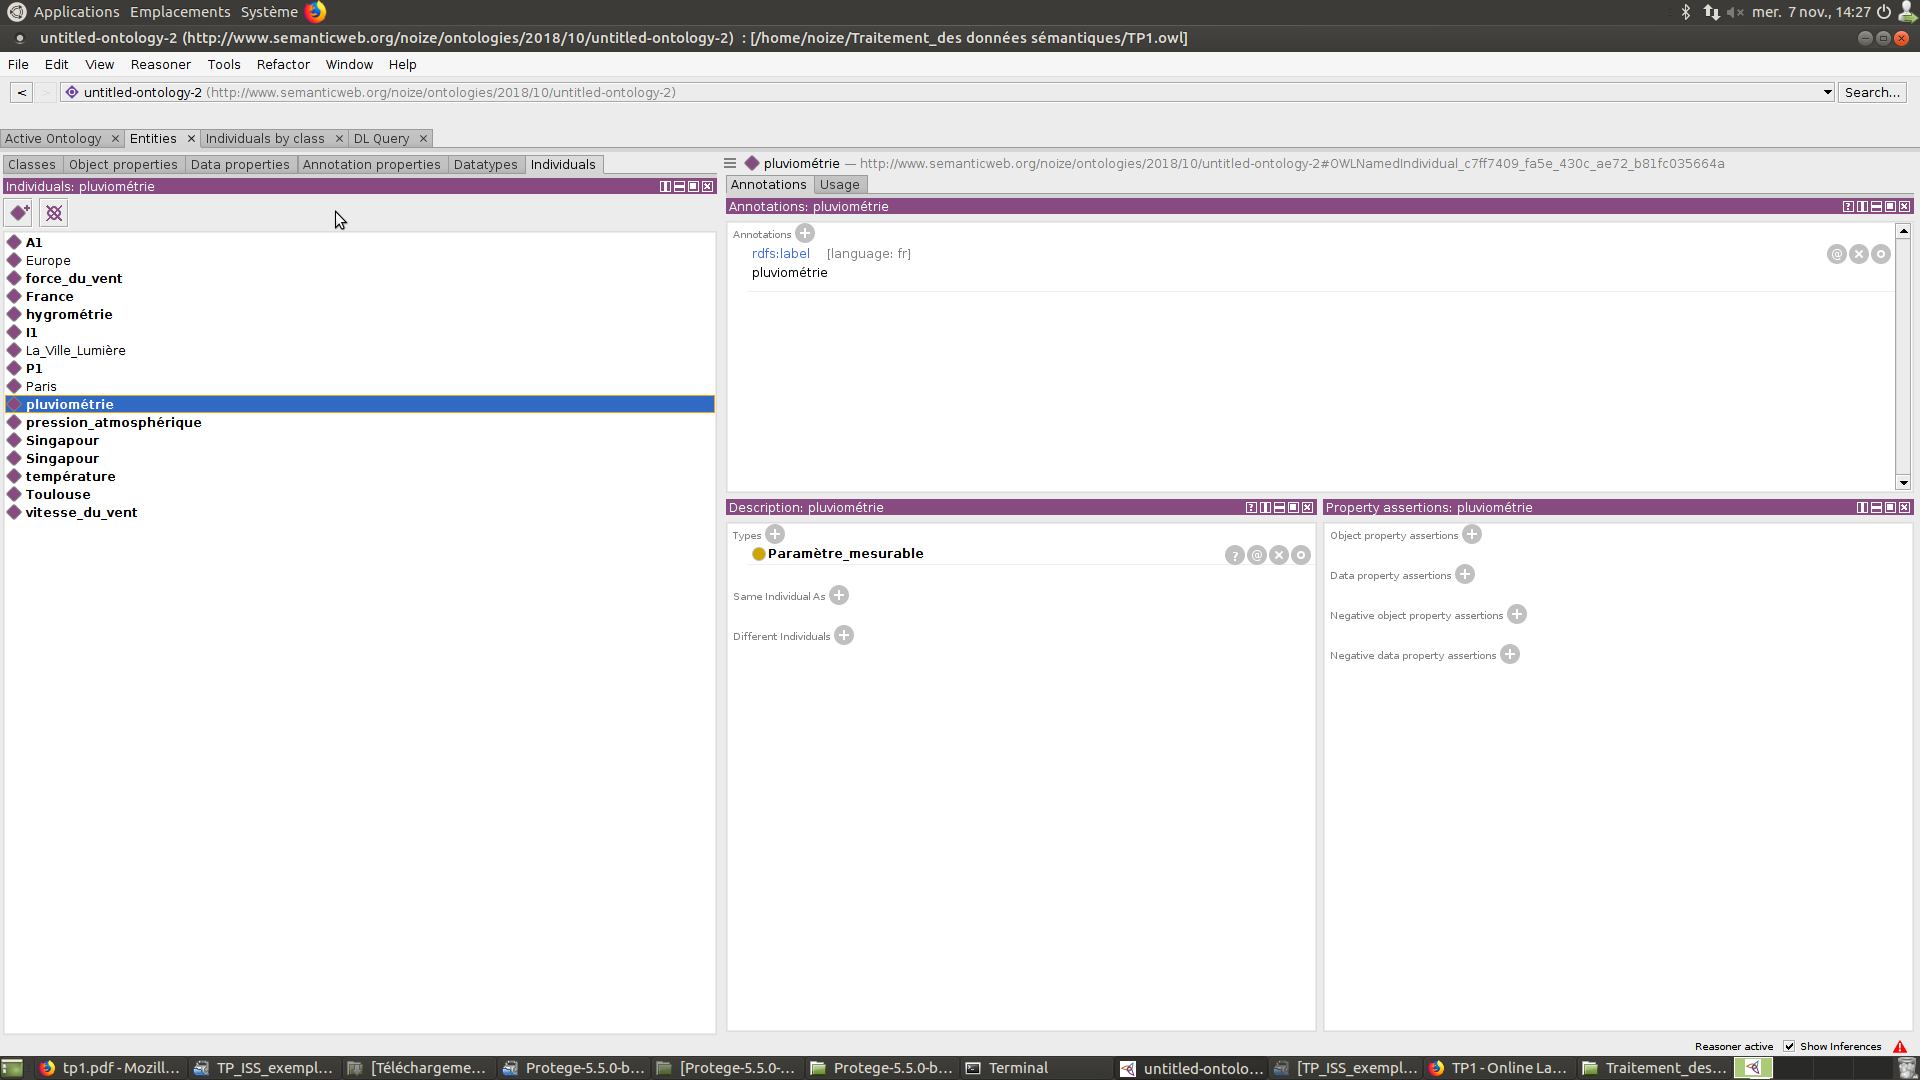 Applications Emplacements Système mer. 7 nov., 14:27
untitled-ontology-2 (http://www.semanticweb.org/noize/ontologies/2018/10/untitled-ontology-2) : [/home/noize/Traitement_des données sémantiques/TP1.owl]
File Edit View Reasoner Tools Refactor Window Help
< > untitled-ontology-2 (http://www.semanticweb.org/noize/ontologies/2018/10/untitled-ontology-2) Search...
Active Ontology × Entities × Individuals by class × DL Query ×
Classes Object properties Data properties Annotation properties Datatypes Individuals
Individuals: pluviométrie
A1
Europe
force_du_vent
France
hygrométrie
I1
La_Ville_Lumière
P1
Paris
pluviométrie
pression_atmosphérique
Singapour
Singapour
température
Toulouse
vitesse_du_vent
pluviométrie — http://www.semanticweb.org/noize/ontologies/2018/10/untitled-ontology-2#OWLNamedIndividual_c7ff7409_fa5e_430c_ae72_b81fc035664a
Annotations Usage
Annotations: pluviométrie
Annotations
rdfs:label [language: fr]
pluviométrie
Description: pluviométrie
Types
Paramètre_mesurable
Same Individual As
Different Individuals
Property assertions: pluviométrie
Object property assertions
Data property assertions
Negative object property assertions
Negative data property assertions
Reasoner active Show Inferences
tp1.pdf - Mozill... TP_ISS_exempl... [Téléchargeme... Protege-5.5.0-b... [Protege-5.5.0-... Protege-5.5.0-b... Terminal untitled-ontolo... [TP_ISS_exempl... TP1 - Online La... Traitement_des...